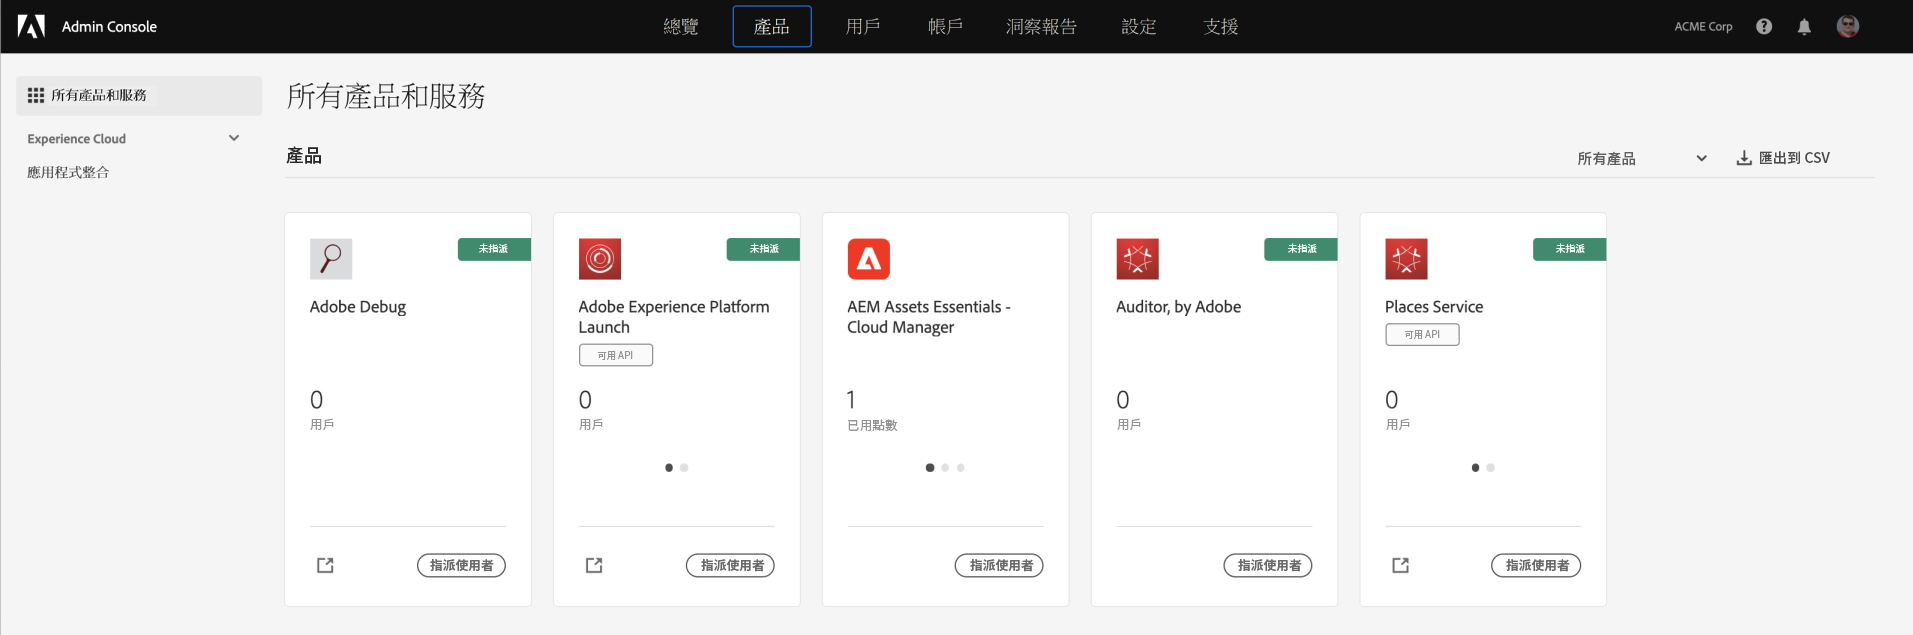 Admin Console
總覽
產品
用戶
帳戶
洞察報告
設定
支援
ACME Corp
所有產品和服務
Experience Cloud
應用程式整合
所有產品和服務
產品
所有產品
匯出到 CSV
未指派
Adobe Debug
0
用戶
指派使用者
未指派
Adobe Experience Platform
Launch
可用 API
0
用戶
指派使用者
AEM Assets Essentials -
Cloud Manager
1
已用點數
指派使用者
未指派
Auditor, by Adobe
0
用戶
指派使用者
未指派
Places Service
可用 API
0
用戶
指派使用者